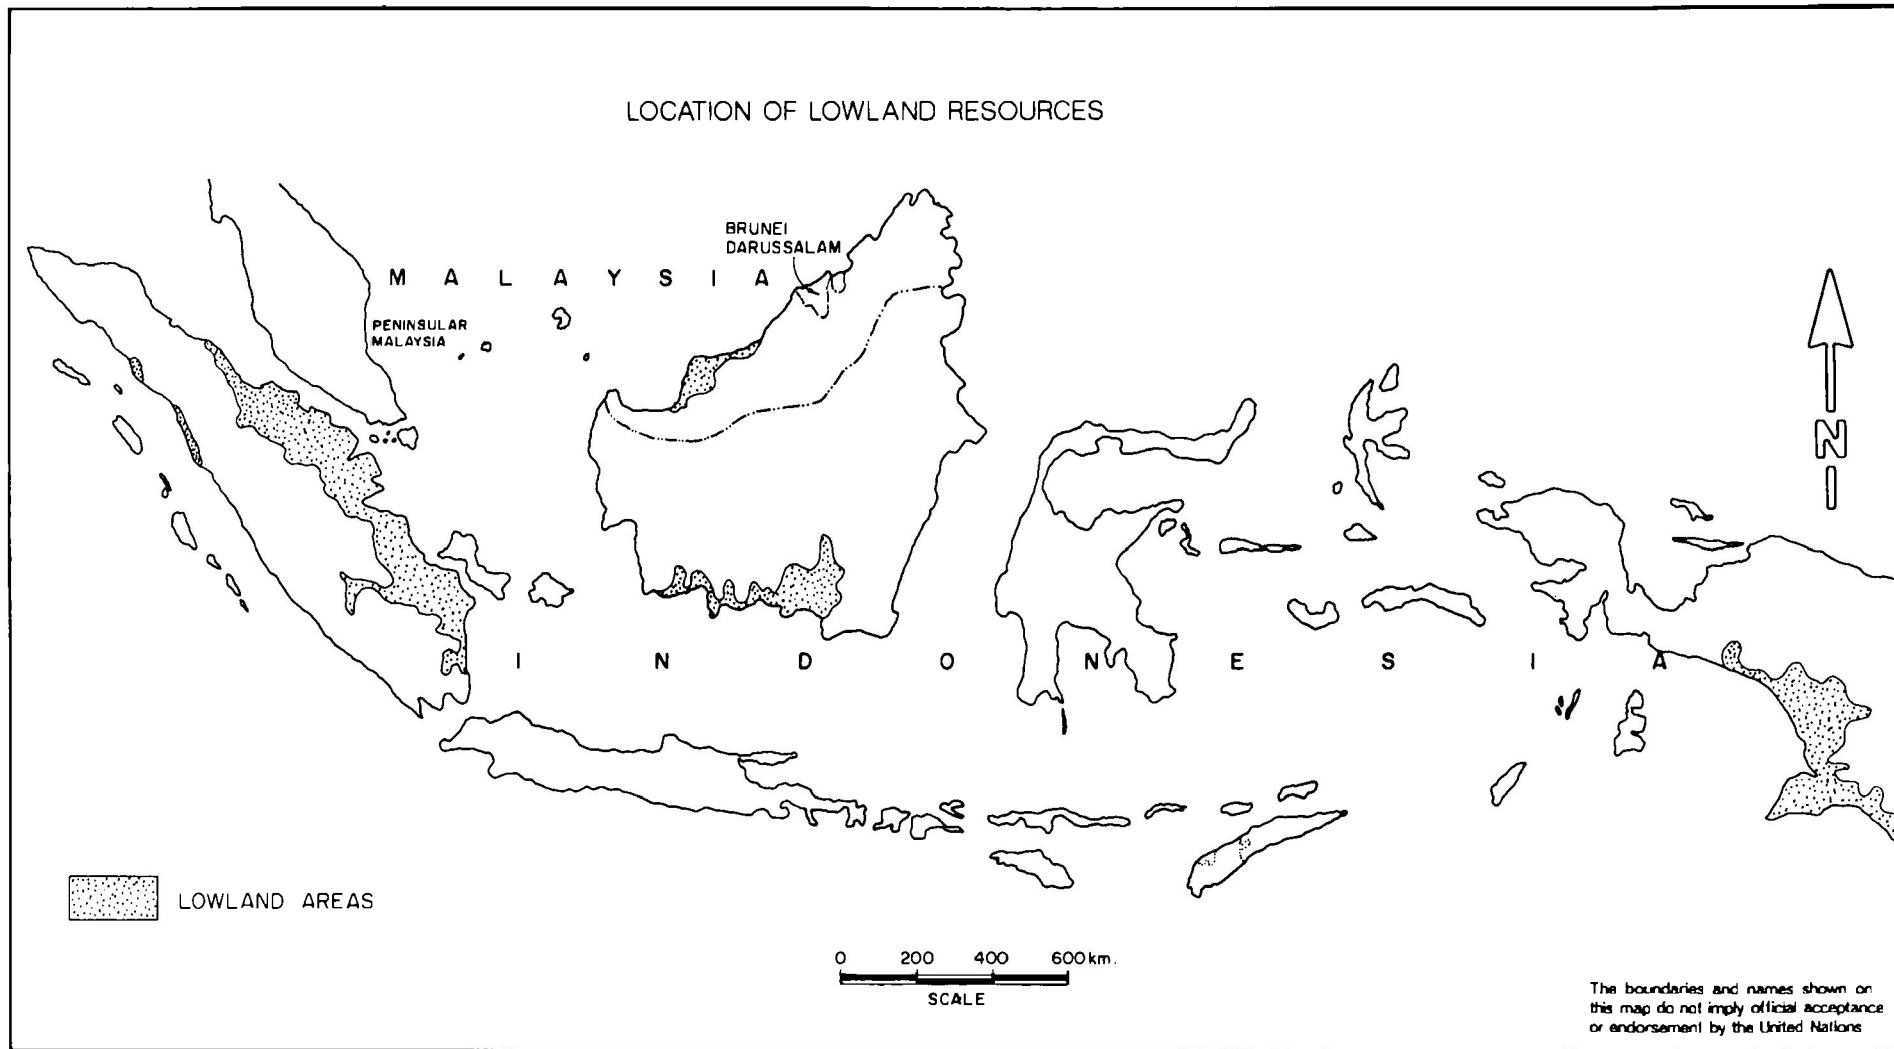 LOCATION OF LOWLAND RESOURCES
BRUNEI
DARUSSALAM
M A L A Y S I A
PENINSULAR
MALAYSIA
N
I N D O N E S I A
LOWLAND AREAS
0 200 400 600 km.
SCALE
The boundaries and names shown on
this map do not imply official acceptance
or endorsement by the United Nations